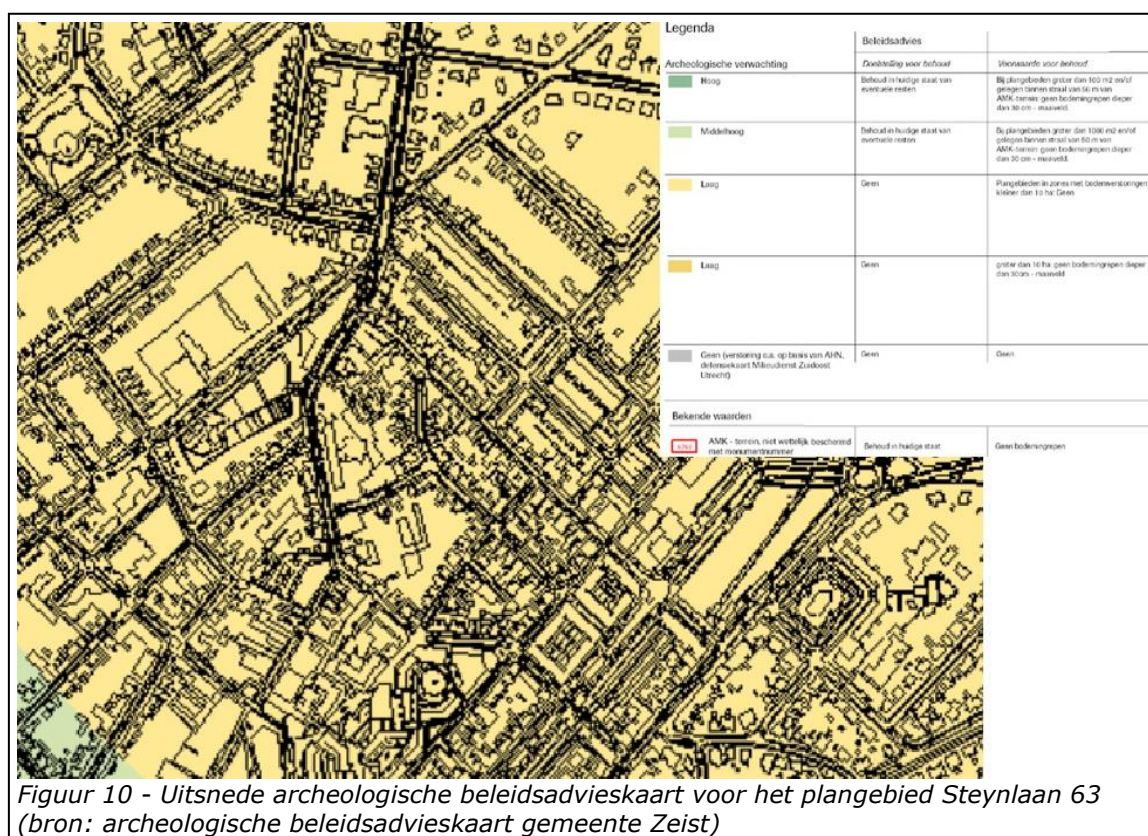 Legenda
Beleidsadvies
Archeologische verwachting
Doelstelling voor behoud
Voorwaarde voor behoud
Hoog
Behoud in huidige staat van
eventuele resten
Bij plangebieden groter dan 100 m2 en/of
gelegen binnen straal van 50 m van
AMK-terrein: geen bodemingrepen dieper
dan 30 cm - maaiveld.
Middelhoog
Behoud in huidige staat van
eventuele resten
Bij plangebieden groter dan 1000 m2 en/of
gelegen binnen straal van 50 m van
AMK-terrein: geen bodemingrepen dieper
dan 30 cm - maaiveld.
Laag
Geen
Plangebieden in zones met bodemverstoringen
kleiner dan 10 ha: Geen
Laag
Geen
groter dan 10 ha: geen bodemingrepen dieper
dan 30cm - maaiveld
Geen (verstoring o.a. op basis van AHN,
defensiekaart Milieudienst Zuidoost
Utrecht)
Geen
Geen
Bekende waarden
AMK - terrein, niet wettelijk beschermd
met monumentnummer
Behoud in huidige staat
Geen bodemingrepen
Figuur 10 - Uitsnede archeologische beleidsadvieskaart voor het plangebied Steynlaan 63
(bron: archeologische beleidsadvieskaart gemeente Zeist)